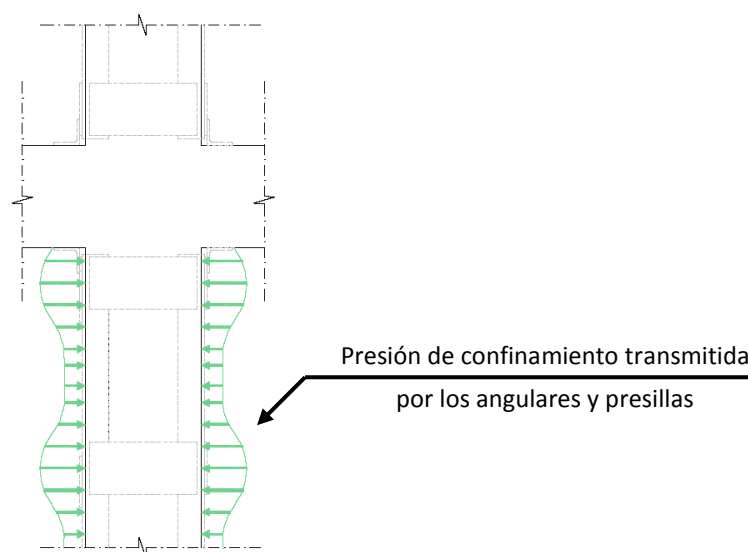 Presión de confinamiento transmitida
por los angulares y presillas